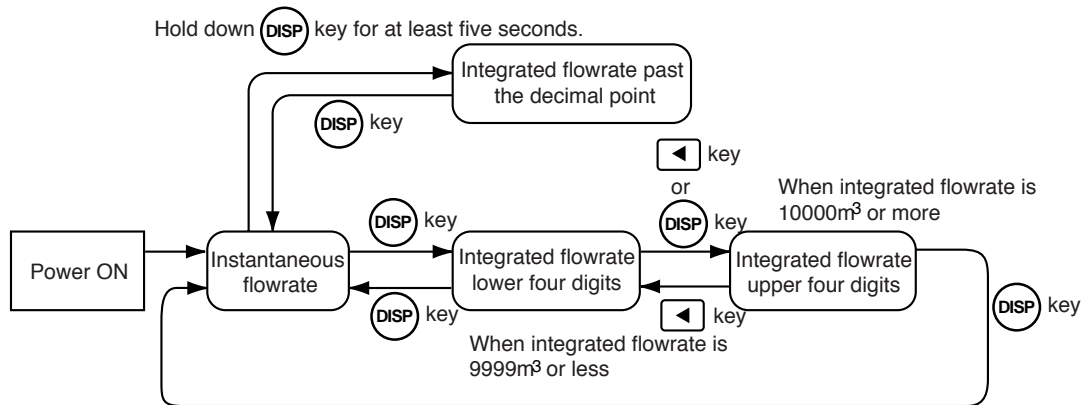 Hold down DISP key for at least five seconds.
Integrated flowrate past
the decimal point
DISP key
◄ key
or
DISP key
When integrated flowrate is
10000m³ or more
DISP key
Power ON
Instantaneous
flowrate
Integrated flowrate
lower four digits
Integrated flowrate
upper four digits
DISP key
◄ key
DISP key
When integrated flowrate is
9999m³ or less